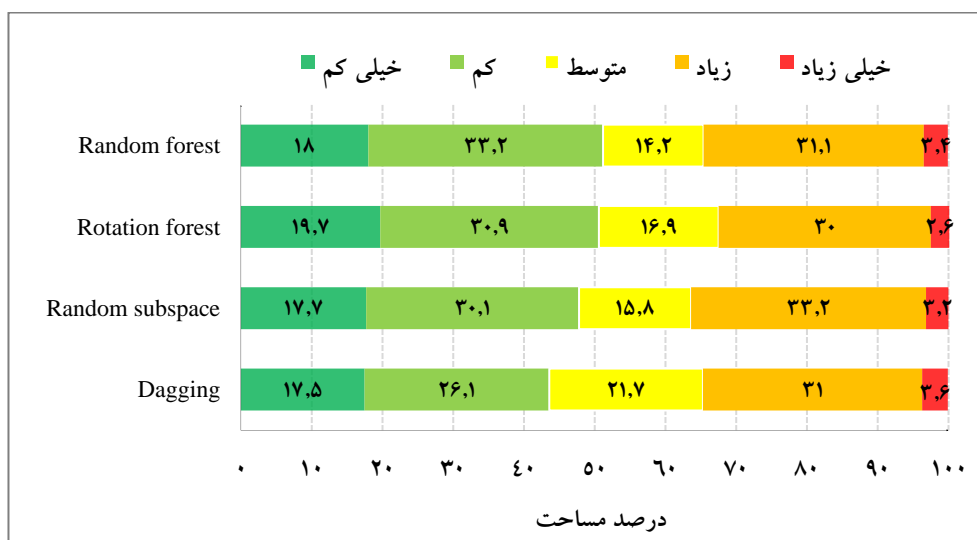 خیلی کم کم متوسط زیاد خیلی زیاد
Random forest ۱۸ ۳۳,۲ ۱۴,۲ ۳۱,۱ ۳,۴
Rotation forest ۱۹,۷ ۳۰,۹ ۱۶,۹ ۳۰ ۲,۶
Random subspace ۱۷,۷ ۳۰,۱ ۱۵,۸ ۳۳,۲ ۳,۲
Dagging ۱۷,۵ ۲۶,۱ ۲۱,۷ ۳۱ ۳,۶
۰ ۱۰ ۲۰ ۳۰ ٤۰ ۵۰ ٦۰ ۷۰ ۸۰ ۹۰ ۱۰۰
درصد مساحت